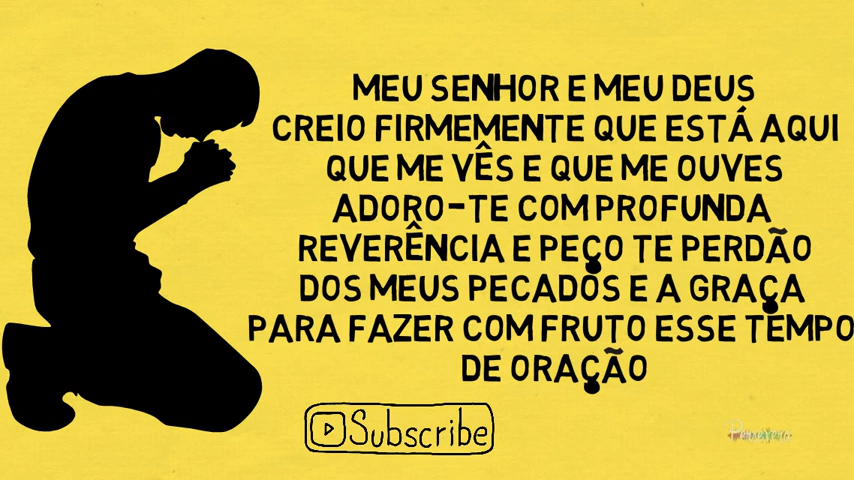 MEU SENHOR E MEU DEUS
CREIO FIRMEMENTE QUE ESTÁ AQUI
QUE ME VÊS E QUE ME OUVES
ADORO-TE COM PROFUNDA
REVERÊNCIA E PEÇO TE PERDÃO
DOS MEUS PECADOS E A GRAÇA
PARA FAZER COM FRUTO ESSE TEMPO
DE ORAÇÃO
Subscribe